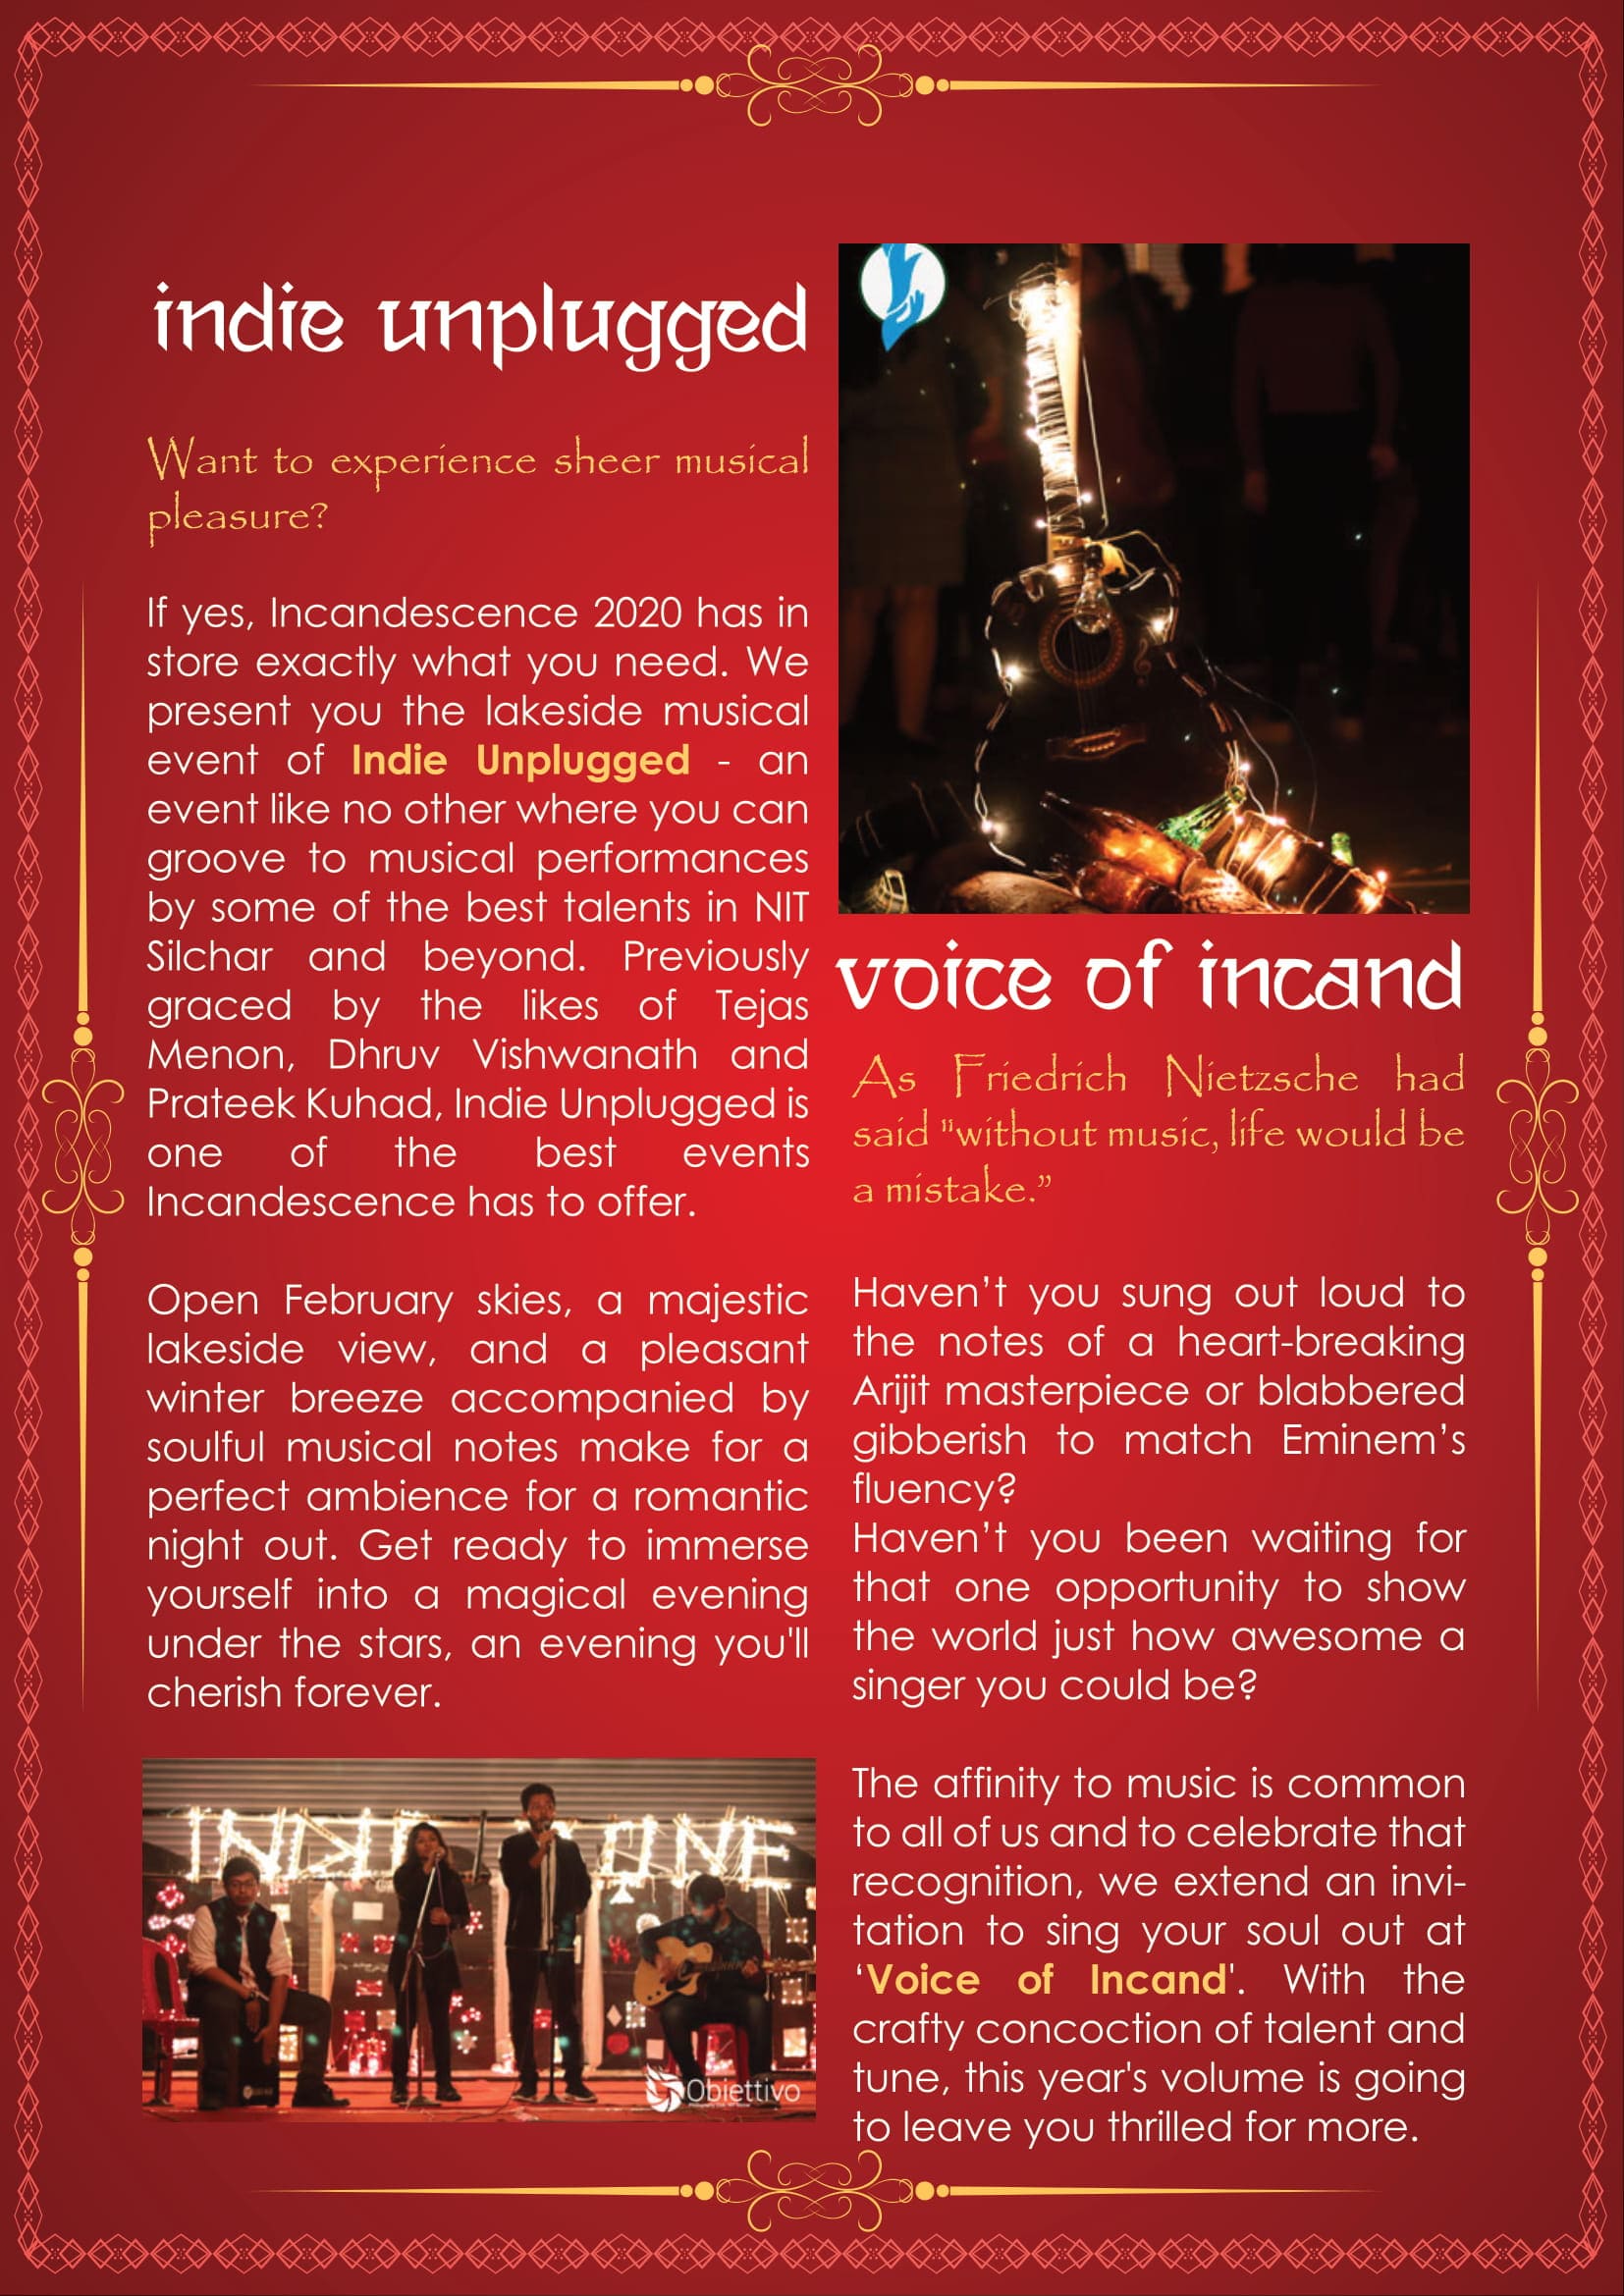 indie unplugged
Want to experience sheer musical
pleasure?
If yes, Incandescence 2020 has in
store exactly what you need. We
present you the lakeside musical
event of Indie Unplugged - an
event like no other where you can
groove to musical performances
by some of the best talents in NIT
Silchar and beyond. Previously
graced by the likes of Tejas
Menon, Dhruv Vishwanath and
Prateek Kuhad, Indie Unplugged is
one of the best events
Incandescence has to offer.
Open February skies, a majestic
lakeside view, and a pleasant
winter breeze accompanied by
soulful musical notes make for a
perfect ambience for a romantic
night out. Get ready to immerse
yourself into a magical evening
under the stars, an evening you'll
cherish forever.
Obiettivo
voice of incand
As Friedrich Nietzsche had
said "without music, life would be
a mistake.”
Haven’t you sung out loud to
the notes of a heart-breaking
Arijit masterpiece or blabbered
gibberish to match Eminem’s
fluency?
Haven’t you been waiting for
that one opportunity to show
the world just how awesome a
singer you could be?
The affinity to music is common
to all of us and to celebrate that
recognition, we extend an invi-
tation to sing your soul out at
‘Voice of Incand'. With the
crafty concoction of talent and
tune, this year's volume is going
to leave you thrilled for more.